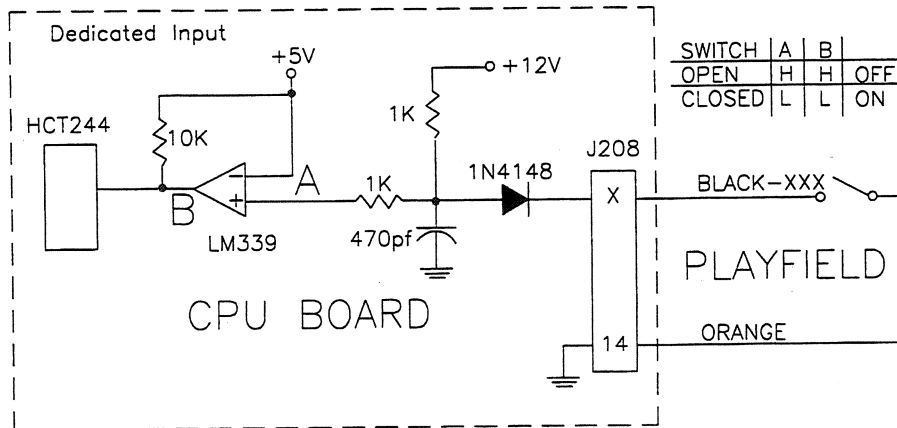 Dedicated Input
+5V
+12V
SWITCH A B
OPEN H H OFF
CLOSED L L ON
HCT244
10K
1K
J208
1N4148
A
1K
X
BLACK-XXX
B
LM339
470pf
PLAYFIELD
CPU BOARD
14
ORANGE